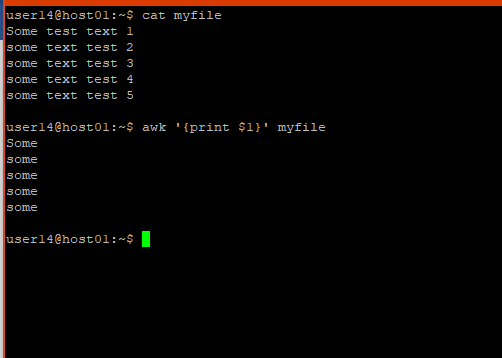 user14@host01:~$ cat myfile
Some test text 1
some text test 2
some text test 3
some text test 4
some text test 5
user14@host01:~$ awk '{print $1}' myfile
Some
some
some
some
some
user14@host01:~$